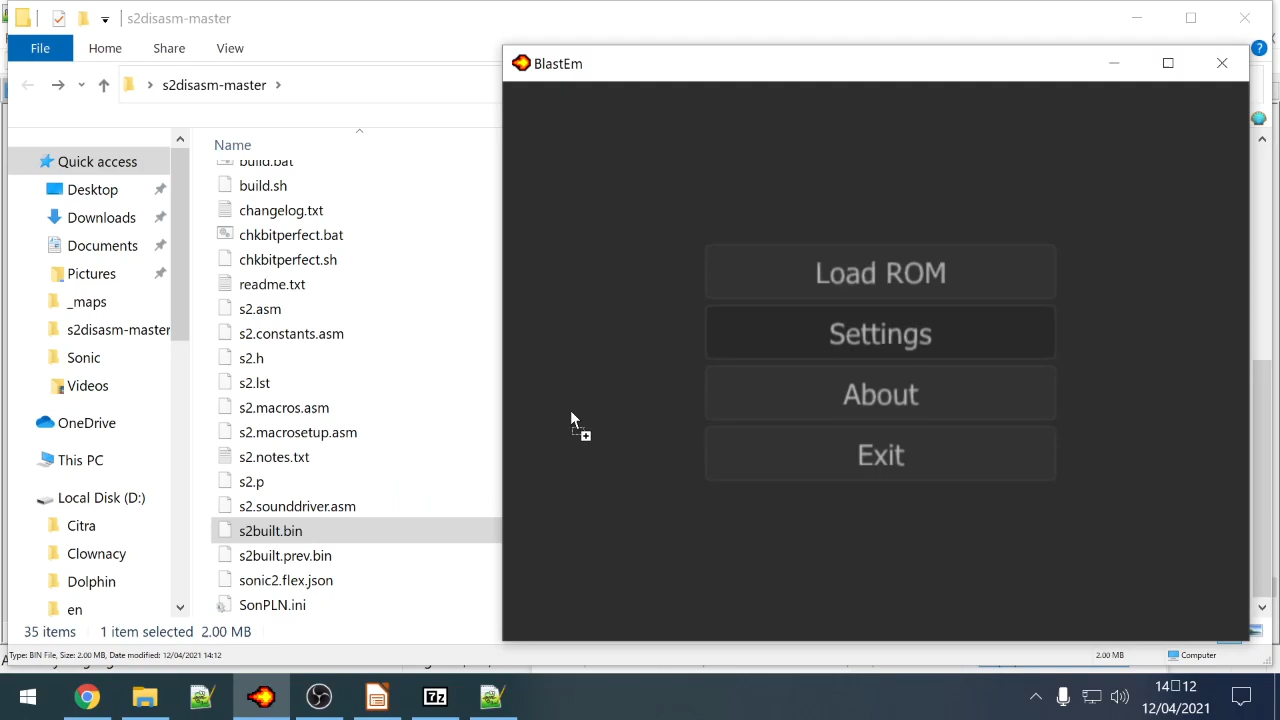 s2disasm-master
File
Home
Share
View
s2disasm-master
Name
Quick access
Desktop
Downloads
Documents
Pictures
_maps
s2disasm-master
Sonic
Videos
OneDrive
This PC
Local Disk (D:)
Citra
Clownacy
Dolphin
en
build.bat
build.sh
changelog.txt
chkbitperfect.bat
chkbitperfect.sh
readme.txt
s2.asm
s2.constants.asm
s2.h
s2.lst
s2.macros.asm
s2.macrosetup.asm
s2.notes.txt
s2.p
s2.sounddriver.asm
s2built.bin
s2built.prev.bin
sonic2.flex.json
SonPLN.ini
35 items
1 item selected 2.00 MB
Type: BIN File, Size: 2.00 MB, Date modified: 12/04/2021 14:12
2.00 MB
Computer
BlastEm
Load ROM
Settings
About
Exit
7z
14:12
12/04/2021